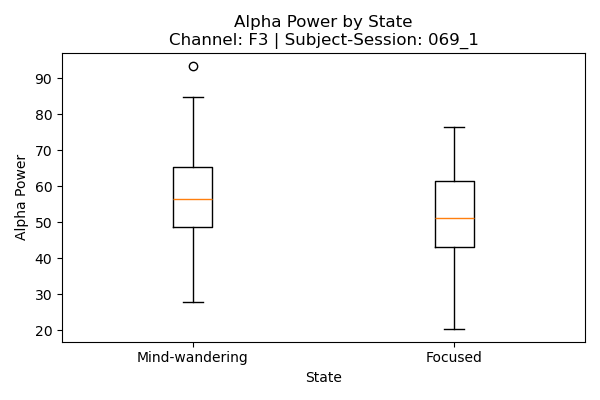 Alpha Power by State
Channel: F3 | Subject-Session: 069_1
90
80
70
60
50
40
30
20
Alpha Power
Mind-wandering
Focused
State